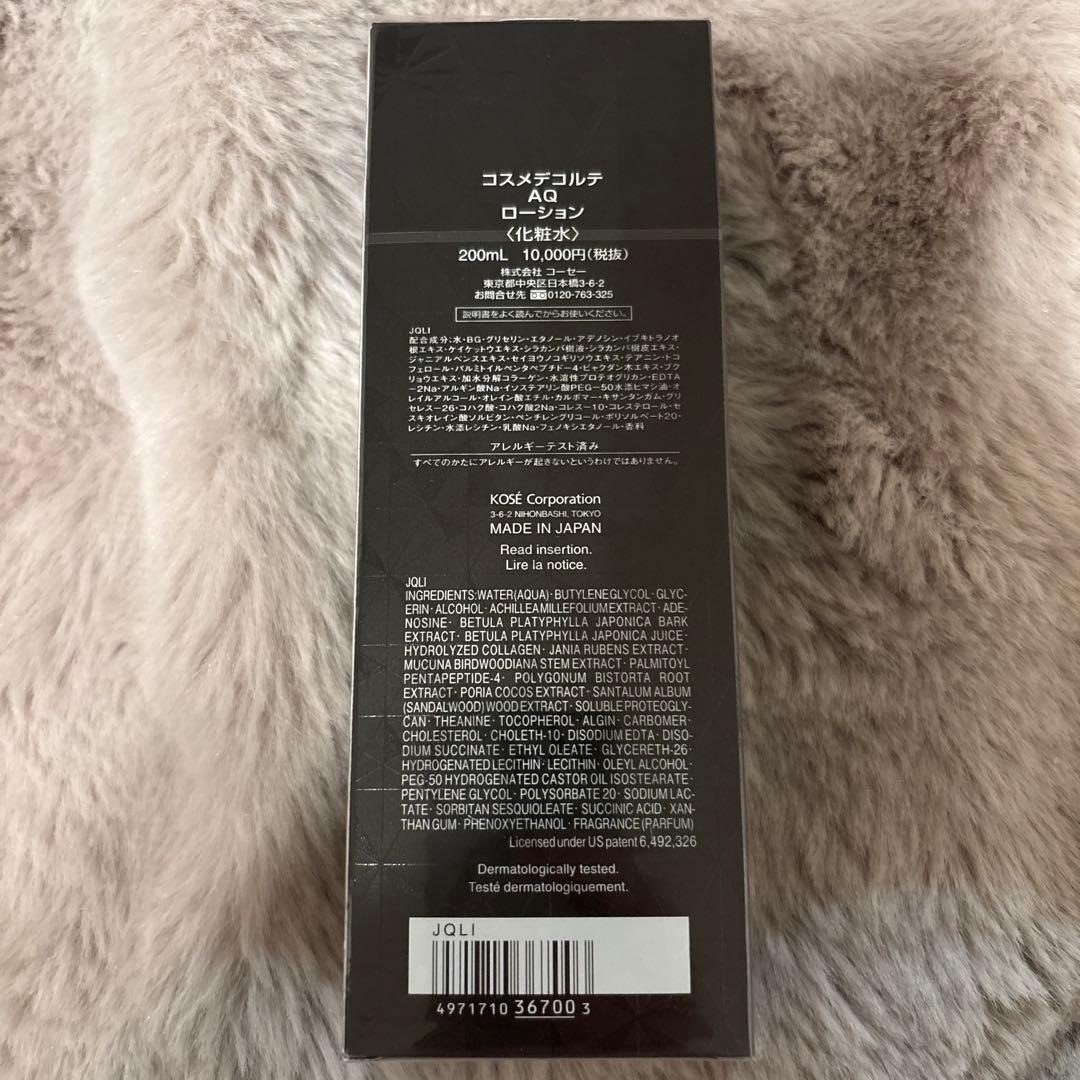 コスメデコルテ
AQ
ローション
〈化粧水〉
200mL 10,000円(税抜)
株式会社 コーセー
東京都中央区日本橋3-6-2
お問合せ先 0120-763-325
説明書をよく読んでからお使いください。
JQLI
配合成分;水・BG・グリセリン・エタノール・アデノシン・イブキトラノオ
根エキス・ケイケットウエキス・シラカンバ樹液・シラカンバ樹皮エキス・
ジャニアルベンスエキス・セイヨウノコギリソウエキス・テアニン・トコ
フェロール・パルミトイルペンタペプチド-4・ビャクダン木エキス・ブク
リョウエキス・加水分解コラーゲン・水溶性プロテオグリカン・EDTA
-2Na・アルギン酸Na・イソステアリン酸PEG-50水添ヒマシ油・オ
レイルアルコール・オレイン酸エチル・カルボマー・キサンタンガム・グリ
セレス-26・コハク酸・コハク酸2Na・コレス-10・コレステロール・セ
スキオレイン酸ソルビタン・ペンチレングリコール・ポリソルベート20・
レシチン・水添レシチン・乳酸Na・フェノキシエタノール・香料
アレルギーテスト済み
すべてのかたにアレルギーが起きないというわけではありません。
KOSÉ Corporation
3-6-2 NIHONBASHI, TOKYO
MADE IN JAPAN
Read insertion.
Lire la notice.
JQLI
INGREDIENTS:WATER(AQUA)·BUTYLENE GLYCOL·GLYC-
ERIN·ALCOHOL·ACHILLEA MILLEFOLIUM EXTRACT·ADE-
NOSINE·BETULA PLATYPHYLLA JAPONICA BARK
EXTRACT·BETULA PLATYPHYLLA JAPONICA JUICE·
HYDROLYZED COLLAGEN·JANIA RUBENS EXTRACT·
MUCUNA BIRDWOODIANA STEM EXTRACT·PALMITOYL
PENTAPEPTIDE-4·POLYGONUM BISTORTA ROOT
EXTRACT·PORIA COCOS EXTRACT·SANTALUM ALBUM
(SANDALWOOD) WOOD EXTRACT·SOLUBLE PROTEOGLY-
CAN·THEANINE·TOCOPHEROL·ALGIN·CARBOMER·
CHOLESTEROL·CHOLETH-10·DISODIUM EDTA·DISO-
DIUM SUCCINATE·ETHYL OLEATE·GLYCERETH-26·
HYDROGENATED LECITHIN·LECITHIN·OLEYL ALCOHOL·
PEG-50 HYDROGENATED CASTOR OIL ISOSTEARATE·
PENTYLENE GLYCOL·POLYSORBATE 20·SODIUM LAC-
TATE·SORBITAN SESQUIOLEATE·SUCCINIC ACID·XAN-
THAN GUM·PHENOXYETHANOL·FRAGRANCE (PARFUM)
Licensed under US patent 6,492,326
Dermatologically tested.
Testé dermatologiquement.
JQLI
4971710 36700 3